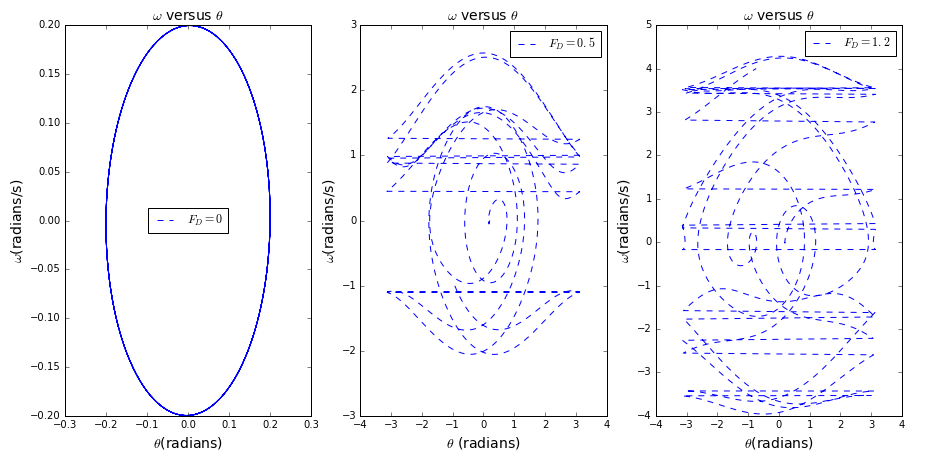 ω versus θ
0.20
0.15
0.10
0.05
0.00
−0.05
−0.10
−0.15
−0.20
ω(radians/s)
F_D = 0
−0.3 −0.2 −0.1 0.0 0.1 0.2 0.3
θ(radians)
ω versus θ
3
2
1
0
−1
−2
−3
ω(radians/s)
F_D = 0.5
−4 −3 −2 −1 0 1 2 3 4
θ (radians)
ω versus θ
5
4
3
2
1
0
−1
−2
−3
−4
ω(radians/s)
F_D = 1.2
−4 −3 −2 −1 0 1 2 3 4
θ(radians)